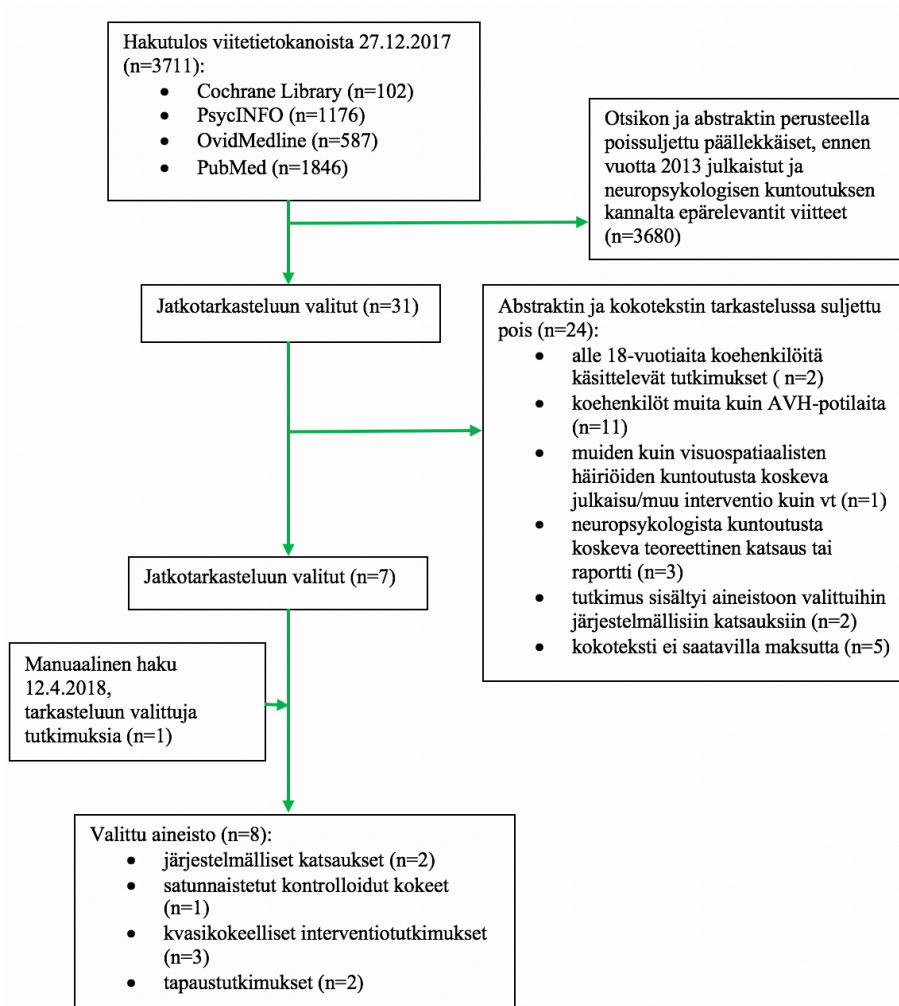 Hakutulos viitetietokanoista 27.12.2017
(n=3711):
• Cochrane Library (n=102)
• PsycINFO (n=1176)
• OvidMedline (n=587)
• PubMed (n=1846)
Otsikon ja abstraktin perusteella
poissuljettu päällekkäiset, ennen
vuotta 2013 julkaistut ja
neuropsykologisen kuntoutuksen
kannalta epärelevantit viitteet
(n=3680)
Jatkotarkasteluun valitut (n=31)
Abstraktin ja kokotekstin tarkastelussa suljettu
pois (n=24):
• alle 18-vuotiaita koehenkilöitä
käsittelevät tutkimukset ( n=2)
• koehenkilöt muita kuin AVH-potilaita
(n=11)
• muiden kuin visuospatiaalisten
häiriöiden kuntoutusta koskeva
julkaisu/muu interventio kuin vt (n=1)
• neuropsykologista kuntoutusta
koskeva teoreettinen katsaus tai
raportti (n=3)
• tutkimus sisältyi aineistoon valittuihin
järjestelmällisiin katsauksiin (n=2)
• kokoteksti ei saatavilla maksutta (n=5)
Jatkotarkasteluun valitut (n=7)
Manuaalinen haku
12.4.2018,
tarkasteluun valittuja
tutkimuksia (n=1)
Valittu aineisto (n=8):
• järjestelmälliset katsaukset (n=2)
• satunnaistetut kontrolloidut kokeet
(n=1)
• kvasikokeelliset interventiotutkimukset
(n=3)
• tapaustutkimukset (n=2)